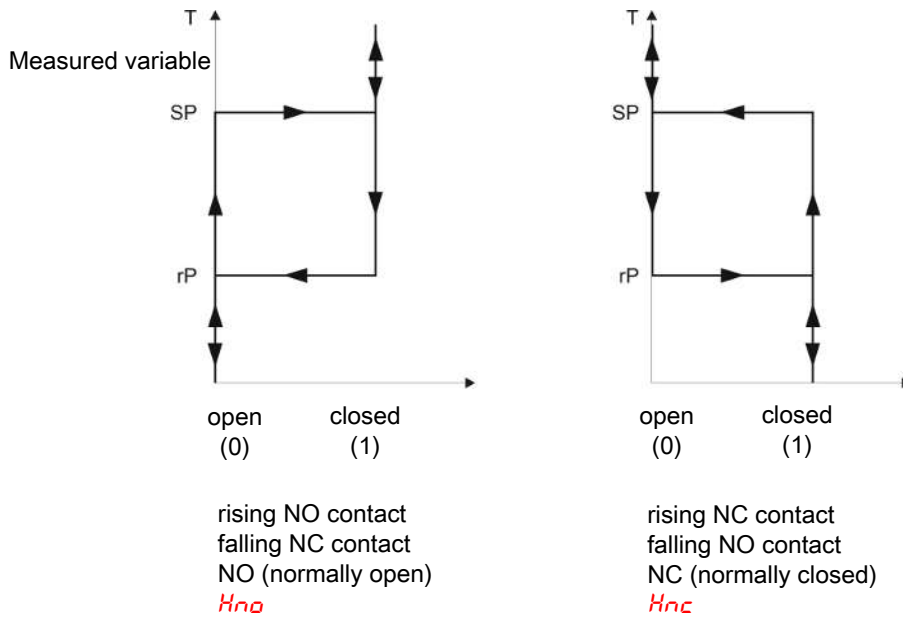 T
Measured variable
SP
rP
open
(0)
closed
(1)
rising NO contact
falling NC contact
NO (normally open)
Hno
T
SP
rP
open
(0)
closed
(1)
rising NC contact
falling NO contact
NC (normally closed)
Hnc